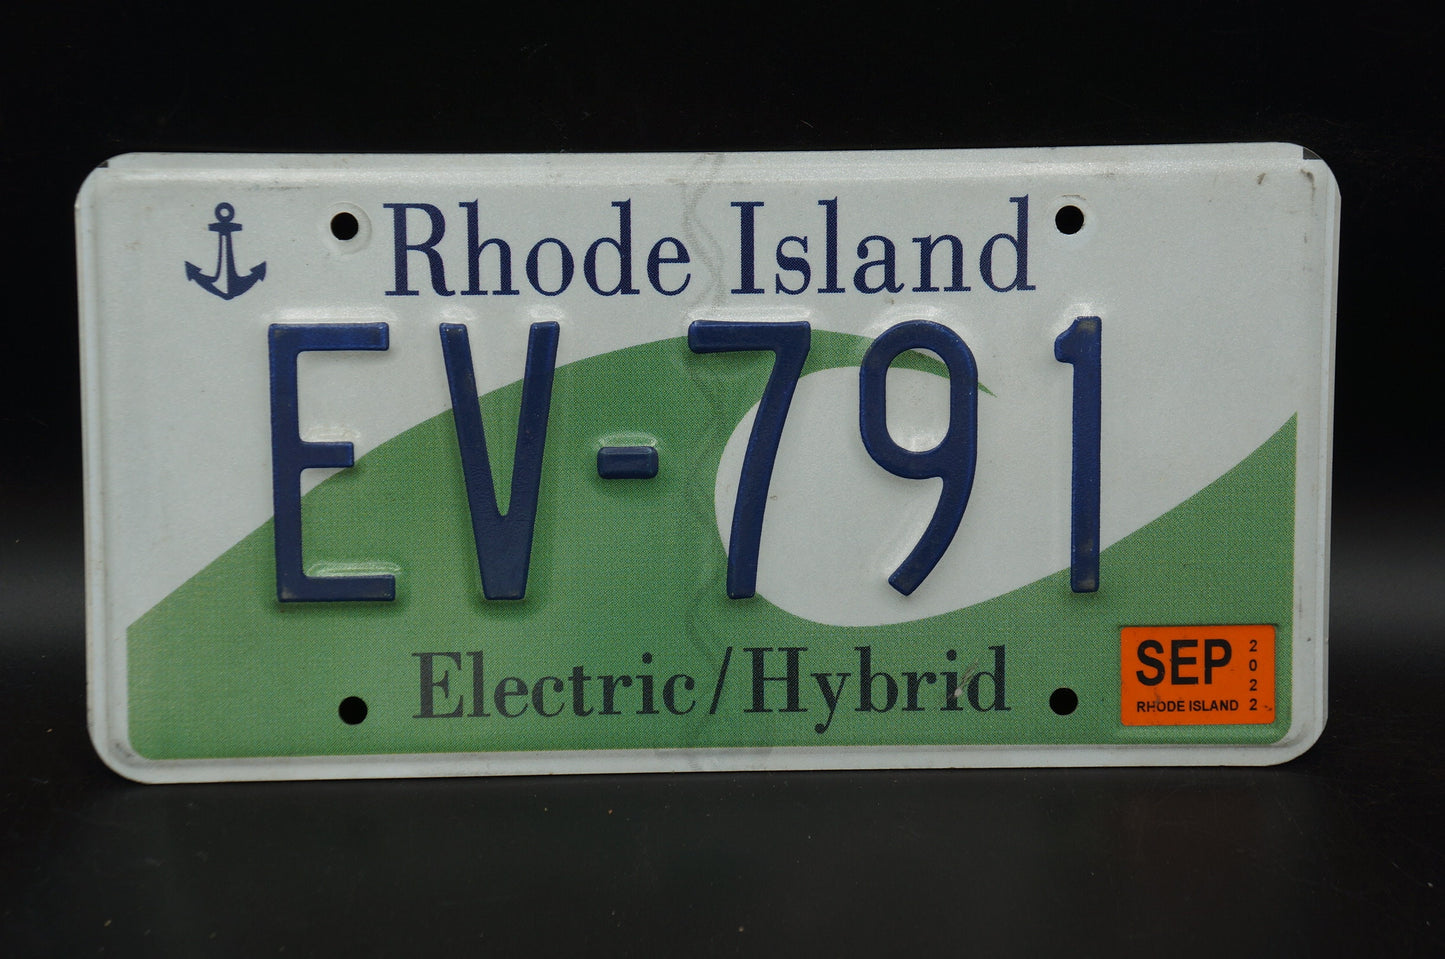 Rhode Island
EV-791
Electric/Hybrid
SEP 2022
RHODE ISLAND